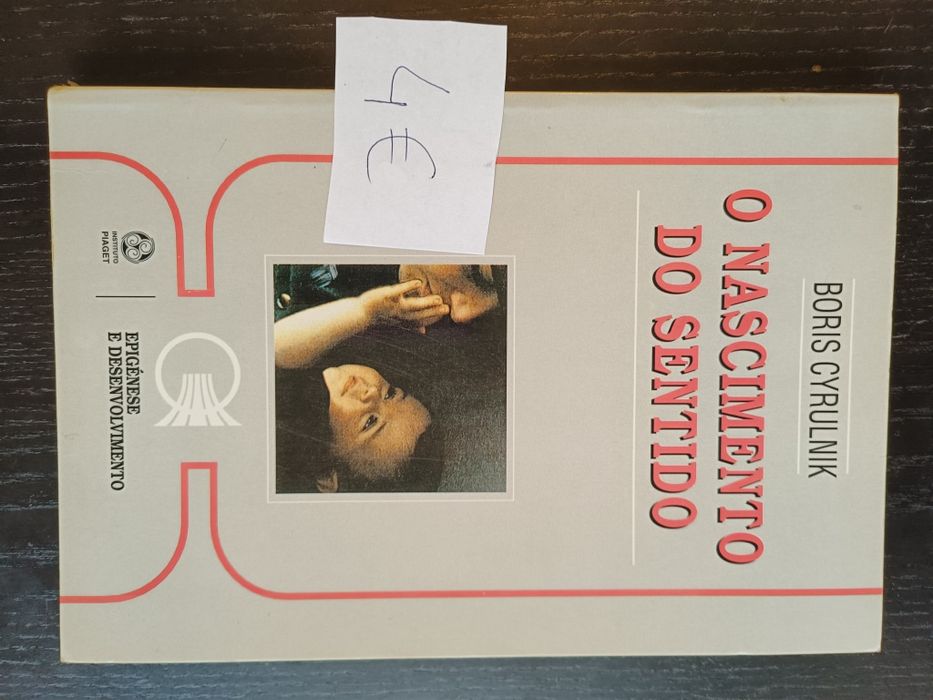 4€
BORIS CYRULNIK
O NASCIMENTO
DO SENTIDO
EPIGÉNESE
E DESENVOLVIMENTO
INSTITUTO
PIAGET